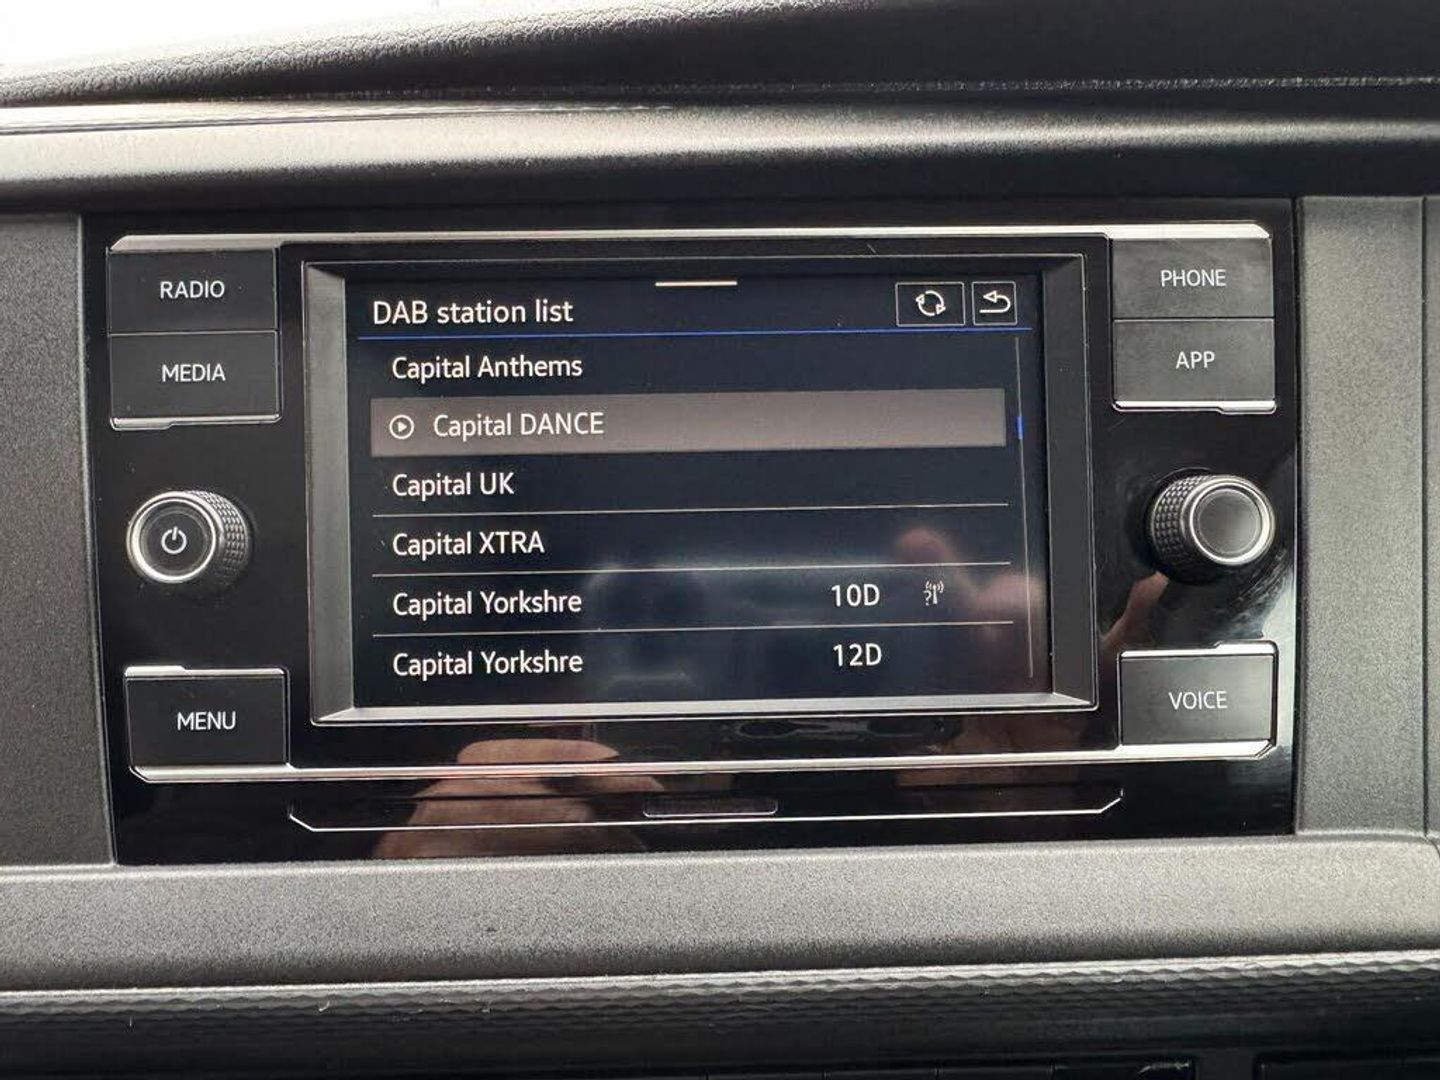 RADIO
MEDIA
MENU
DAB station list
Capital Anthems
Capital DANCE
Capital UK
Capital XTRA
Capital Yorkshre 10D
Capital Yorkshre 12D
PHONE
APP
VOICE